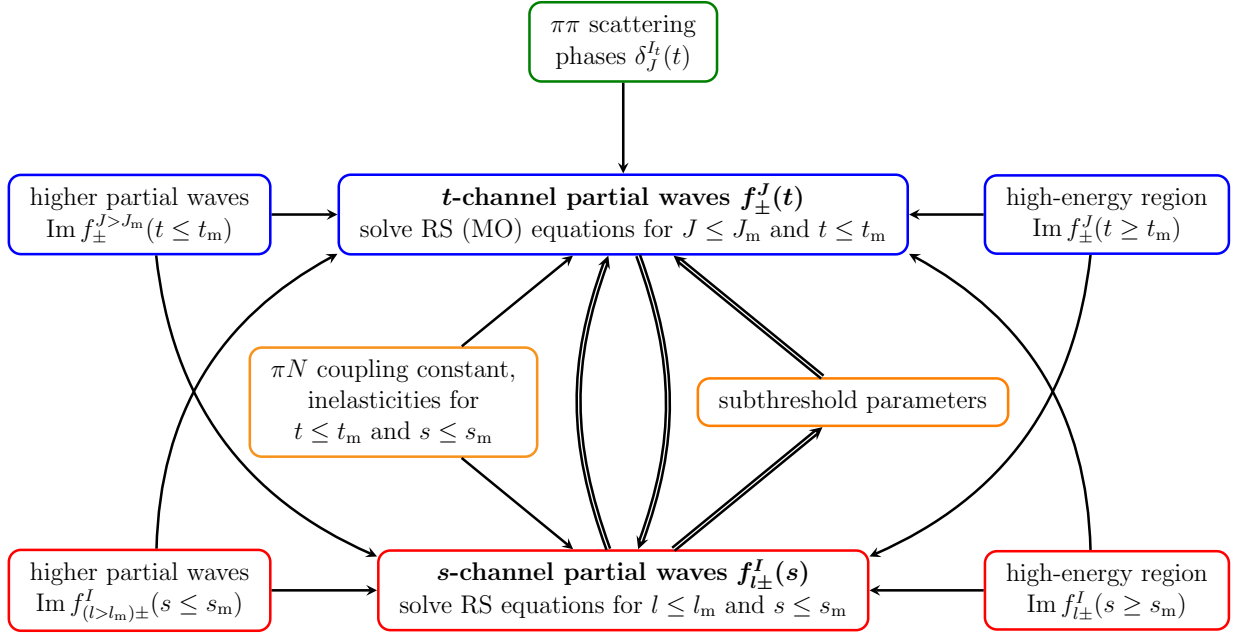 ππ scattering
phases δ_J^{I_t}(t)
higher partial waves
Im f_±^{J>J_m}(t ≤ t_m)
t-channel partial waves f_±^J(t)
solve RS (MO) equations for J ≤ J_m and t ≤ t_m
high-energy region
Im f_±^J(t ≥ t_m)
πN coupling constant,
inelasticities for
t ≤ t_m and s ≤ s_m
subthreshold parameters
higher partial waves
Im f_{(l>l_m)±}^I(s ≤ s_m)
s-channel partial waves f_{l±}^I(s)
solve RS equations for l ≤ l_m and s ≤ s_m
high-energy region
Im f_{l±}^I(s ≥ s_m)